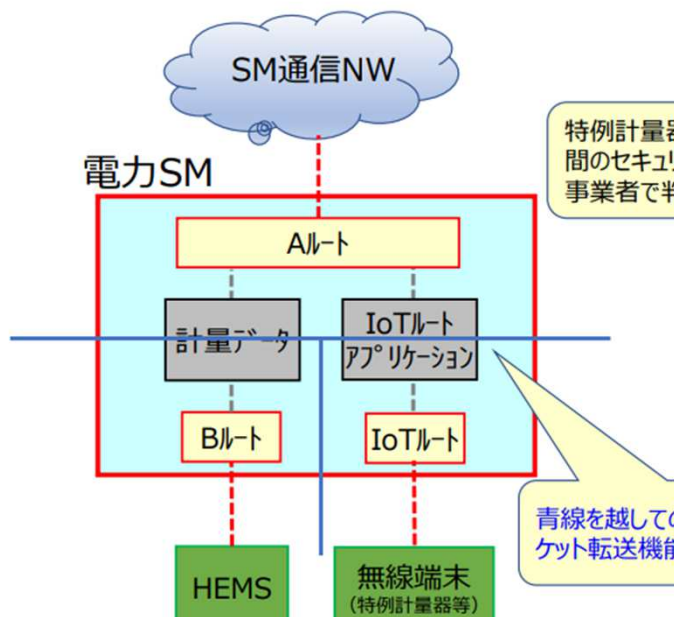 SM通信NW
特例計量器
間のセキュリ
事業者で判
電力SM
Aルート
計量データ
IoTルート
アプリケーション
Bルート
IoTルート
青線を越しての
ケット転送機能
HEMS
無線端末
(特例計量器等)